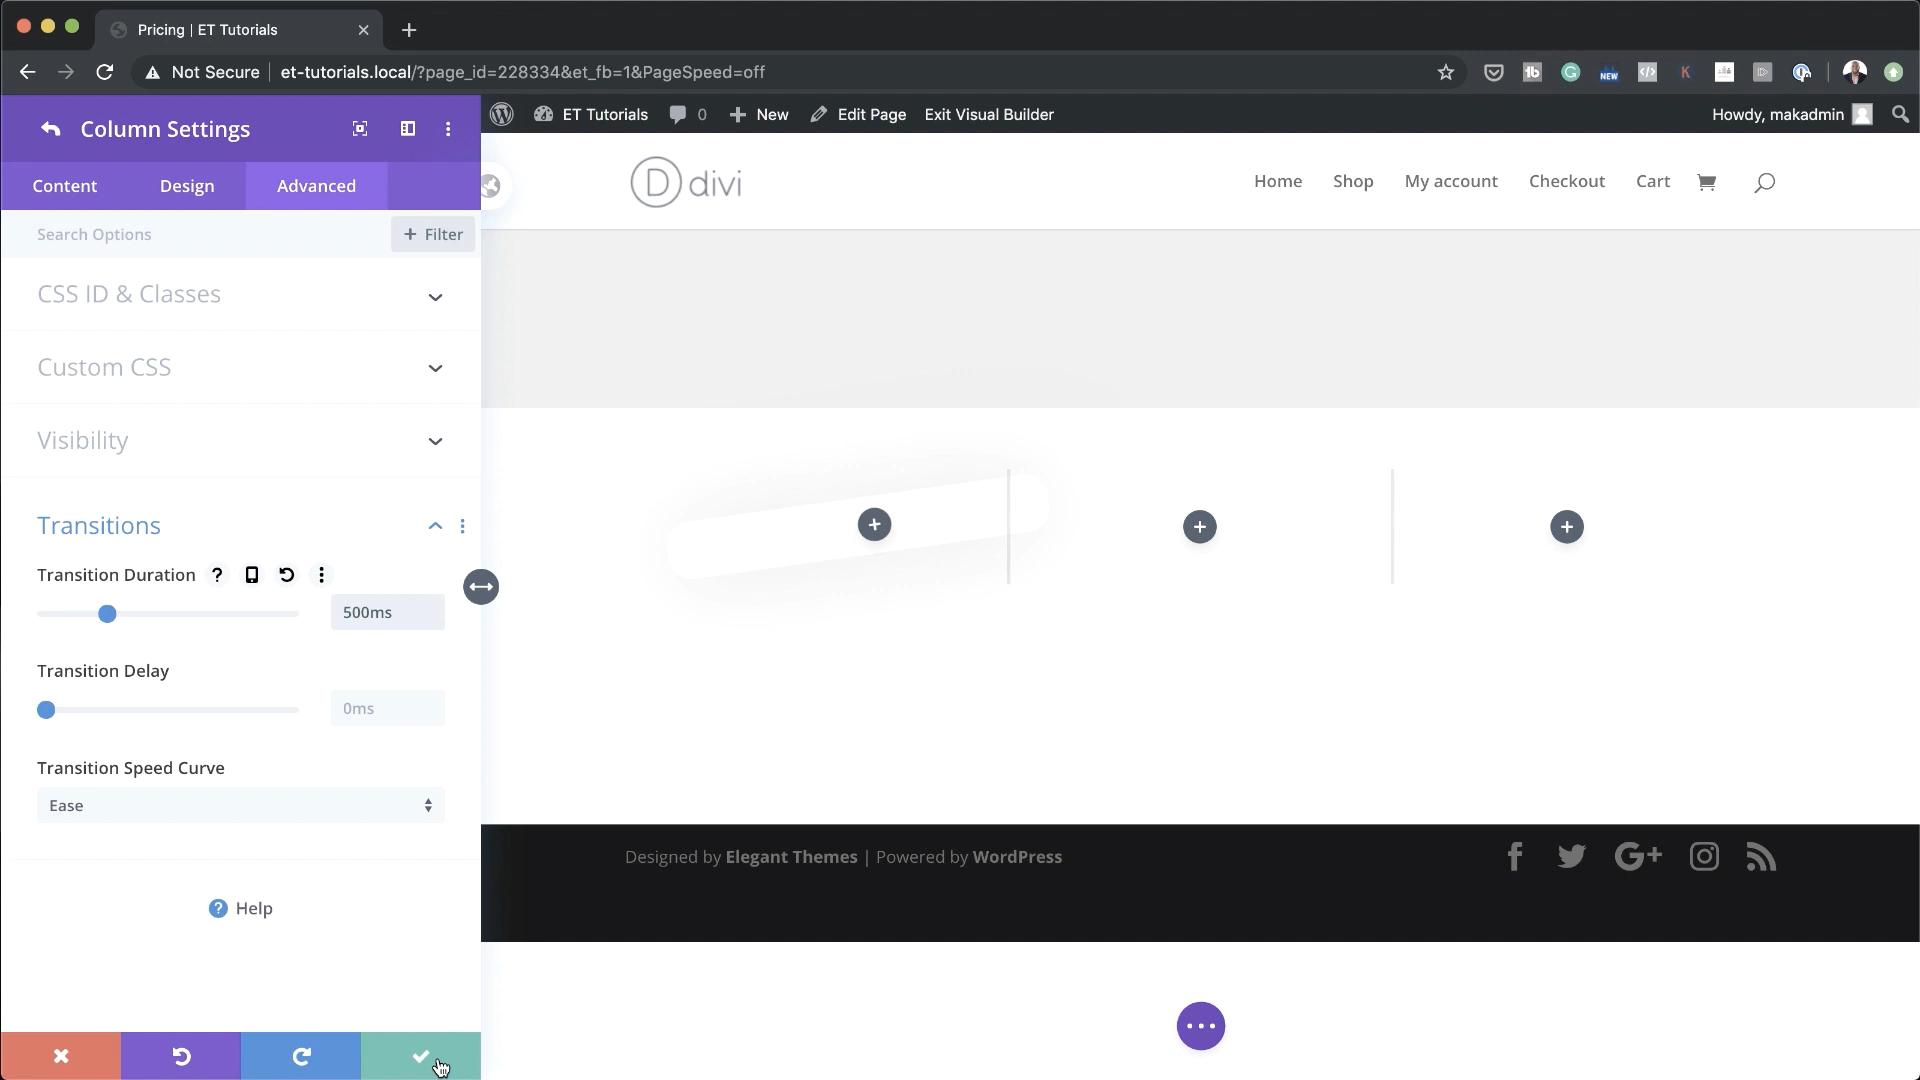 Pricing | ET Tutorials
Not Secure
et-tutorials.local/?page_id=228334&et_fb=1&PageSpeed=off
Column Settings
ET Tutorials
0
New
Edit Page
Exit Visual Builder
Howdy, makadmin
Content
Design
Advanced
D divi
Home
Shop
My account
Checkout
Cart
Search Options
+ Filter
CSS ID & Classes
Custom CSS
Visibility
Transitions
Transition Duration
500ms
Transition Delay
0ms
Transition Speed Curve
Ease
Designed by Elegant Themes | Powered by WordPress
Help